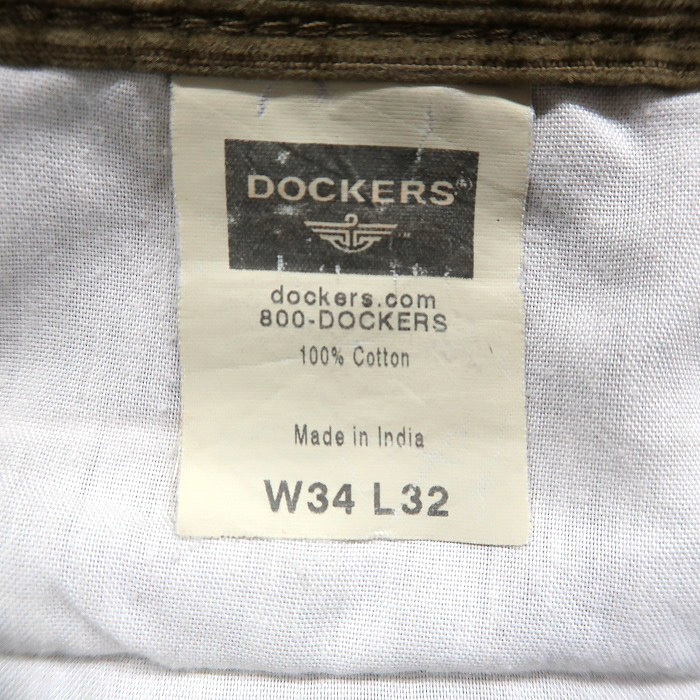 DOCKERS
dockers.com
800-DOCKERS
100% Cotton
Made in India
W34 L32